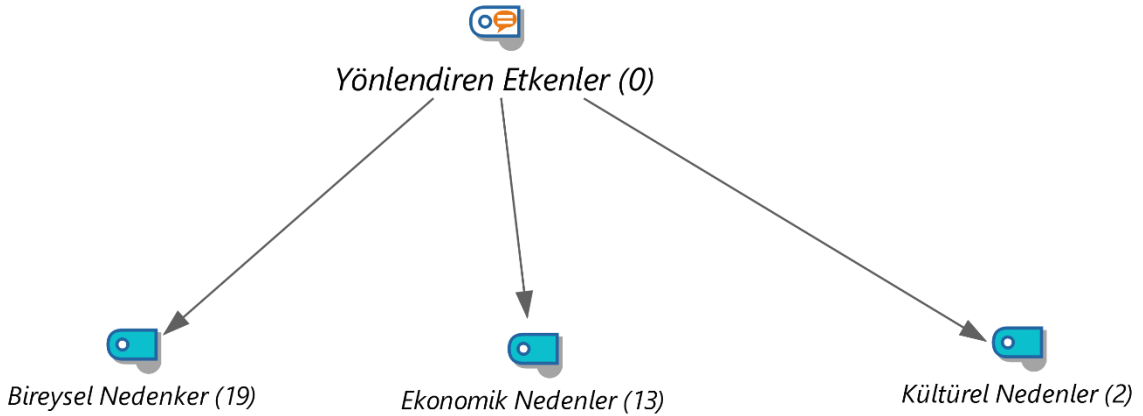 Yönlendiren Etkenler (0)
Bireysel Nedenker (19)
Ekonomik Nedenler (13)
Kültürel Nedenler (2)